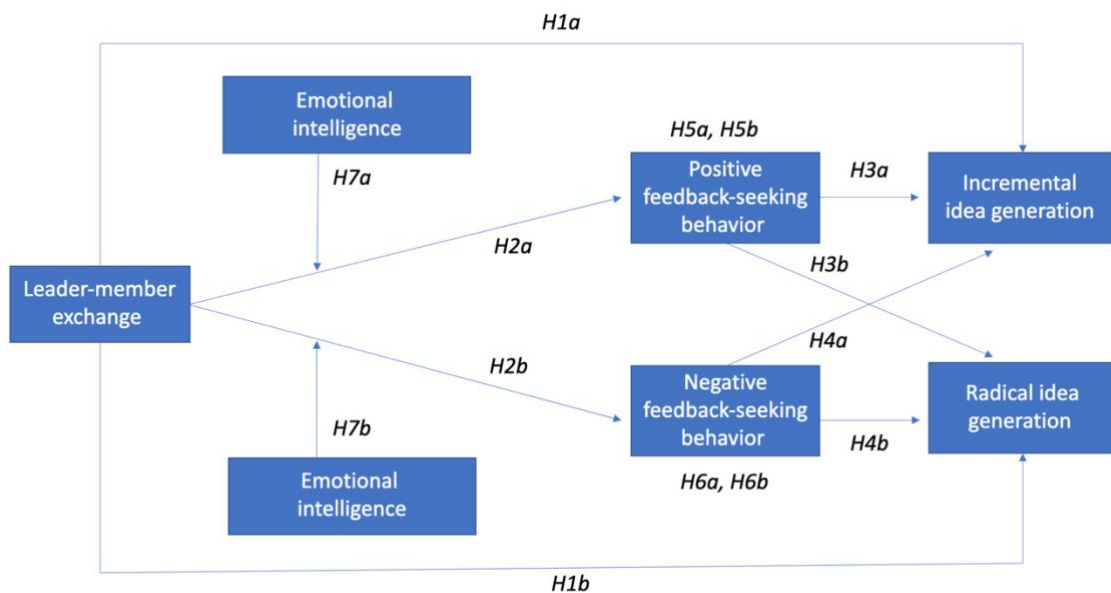 H1a
Emotional
intelligence
H7a
H5a, H5b
Positive
feedback-seeking
behavior
H3a
Incremental
idea generation
H2a
H3b
Leader-member
exchange
H2b
H4a
Negative
feedback-seeking
behavior
H4b
Radical idea
generation
H7b
Emotional
intelligence
H6a, H6b
H1b